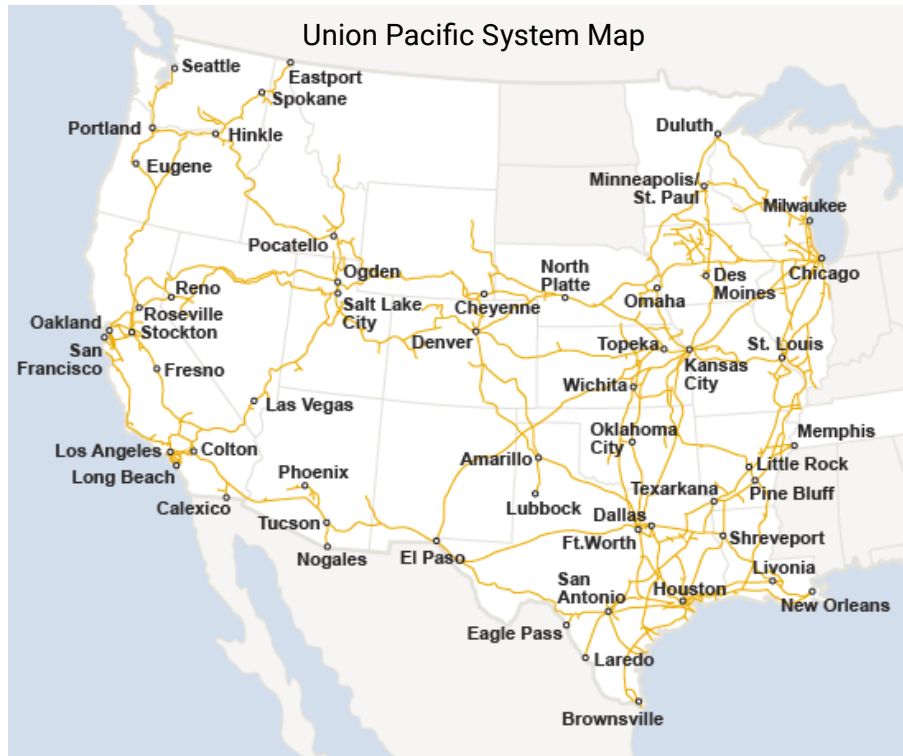 Union Pacific System Map
Seattle
Eastport
Spokane
Portland
Hinkle
Duluth
Eugene
Minneapolis/
St. Paul
Milwaukee
Pocatello
Ogden
North
Platte
Des
Moines
Chicago
Reno
Roseville
Salt Lake
City
Cheyenne
Omaha
Oakland
Stockton
San
Francisco
Denver
Topeka
Kansas
City
St. Louis
Fresno
Wichita
Las Vegas
Oklahoma
City
Memphis
Los Angeles
Colton
Long Beach
Phoenix
Amarillo
Little Rock
Calexico
Lubbock
Texarkana
Pine Bluff
Tucson
Dallas
Nogales
El Paso
Ft.Worth
Shreveport
San
Antonio
Houston
Livonia
New Orleans
Eagle Pass
Laredo
Brownsville